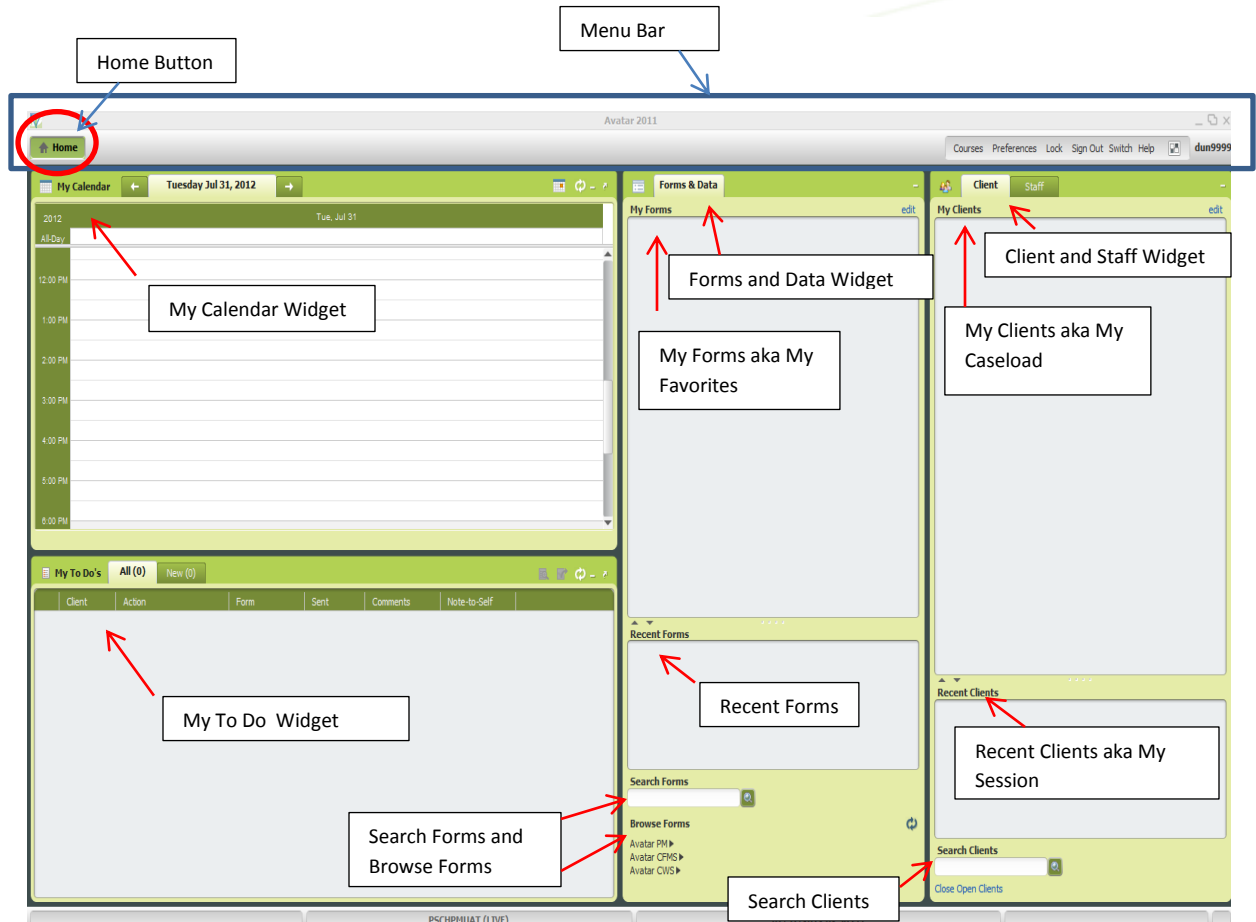 Menu Bar
Home Button
Avatar 2011
Home
Courses Preferences Lock Sign Out Switch Help
dun9999
My Calendar
Tuesday Jul 31, 2012
Forms & Data
Client
Staff
2012
Tue, Jul 31
All-Day
12:00 PM
1:00 PM
2:00 PM
3:00 PM
4:00 PM
5:00 PM
6:00 PM
My Calendar Widget
My Forms
edit
Forms and Data Widget
My Forms aka My
Favorites
My Clients
edit
Client and Staff Widget
My Clients aka My
Caseload
My To Do's
All (0)
New (0)
Client Action Form Sent Comments Note-to-Self
My To Do Widget
Recent Forms
Recent Forms
Search Forms
Browse Forms
Avatar PM
Avatar CFMS
Avatar CWS
Search Forms and
Browse Forms
Recent Clients
Recent Clients aka My
Session
Search Clients
Close Open Clients
Search Clients
PSCHPMUAT (LIVE)